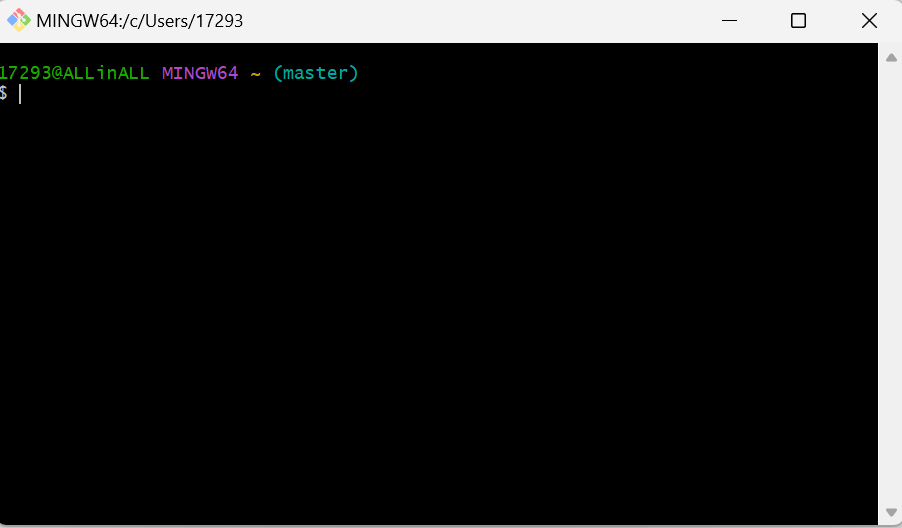 MINGW64:/c/Users/17293
17293@ALLinALL MINGW64 ~ (master)
$